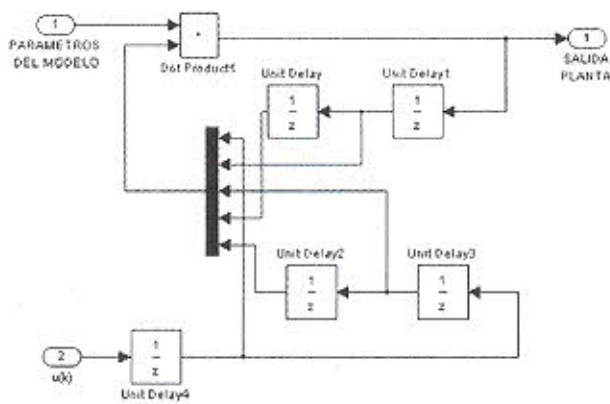 1
PARAMETROS
DEL MODELO
Dot Product5
1
SALIDA
PLANTA
Unit Delay
1
z
Unit Delay1
1
z
Unit Delay2
1
z
Unit Delay3
1
z
2
u(k)
1
z
Unit Delay4